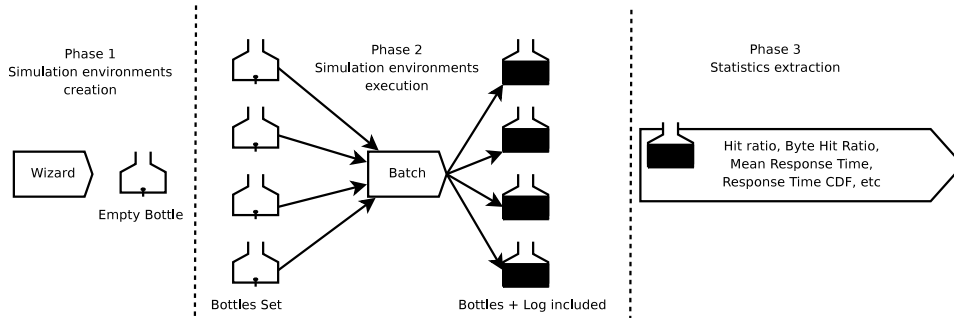 Phase 1
Simulation environments
creation
Wizard
Empty Bottle
Phase 2
Simulation environments
execution
Batch
Bottles Set
Bottles + Log included
Phase 3
Statistics extraction
Hit ratio, Byte Hit Ratio,
Mean Response Time,
Response Time CDF, etc